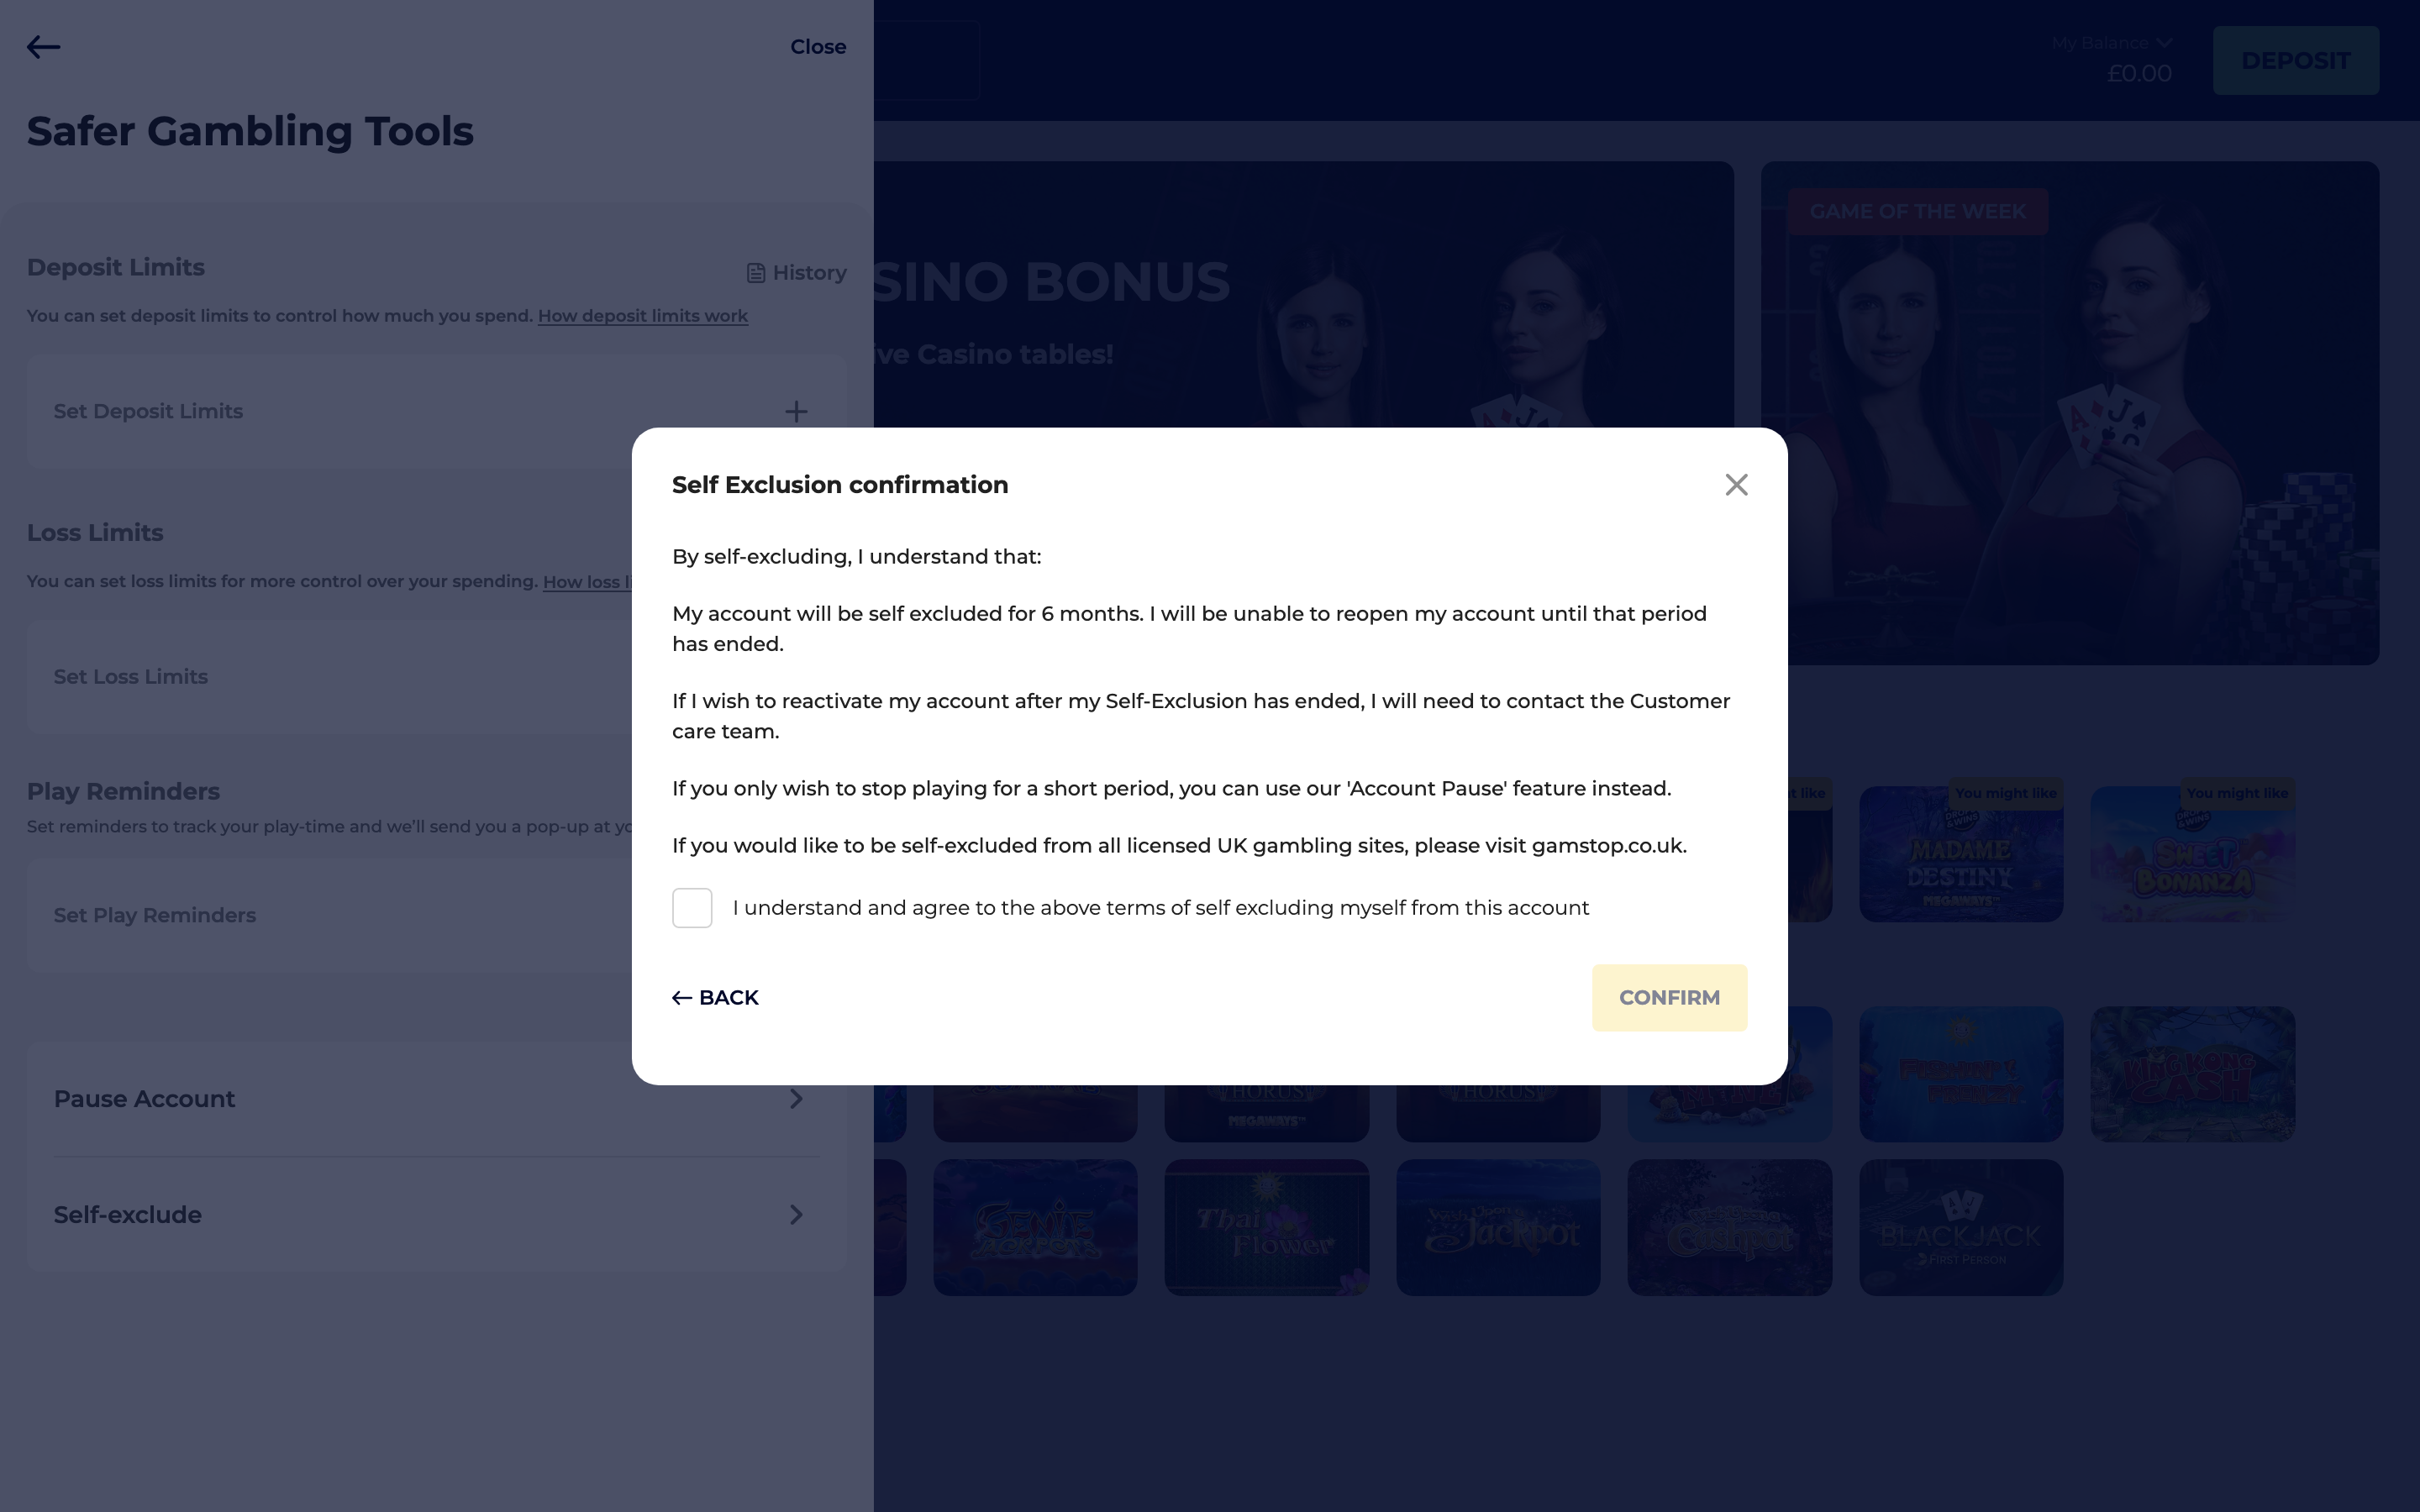 Close
My Balance
£0.00
DEPOSIT
Safer Gambling Tools
GAME OF THE WEEK
Deposit Limits
History
SINO BONUS
You can set deposit limits to control how much you spend. How deposit limits work
ive Casino tables!
Set Deposit Limits
Loss Limits
You can set loss limits for more control over your spending. How loss li
Set Loss Limits
Play Reminders
Set reminders to track your play-time and we'll send you a pop-up at yo
Set Play Reminders
Pause Account
Self-exclude
Self Exclusion confirmation
By self-excluding, I understand that:
My account will be self excluded for 6 months. I will be unable to reopen my account until that period
has ended.
If I wish to reactivate my account after my Self-Exclusion has ended, I will need to contact the Customer
care team.
If you only wish to stop playing for a short period, you can use our 'Account Pause' feature instead.
If you would like to be self-excluded from all licensed UK gambling sites, please visit gamstop.co.uk.
I understand and agree to the above terms of self excluding myself from this account
BACK
CONFIRM
t like
You might like
You might like
MADAME
DESTINY
MEGAWAYS™
SWEET
BONANZA
HORUS
MEGAWAYS™
HORUS
FISHIN' FRENZY
KING KONG
CASH
GENIE
JACKPOTS
Thai
Flower
Wish Upon a
Jackpot
Cashpot
BLACKJACK
FIRST PERSON